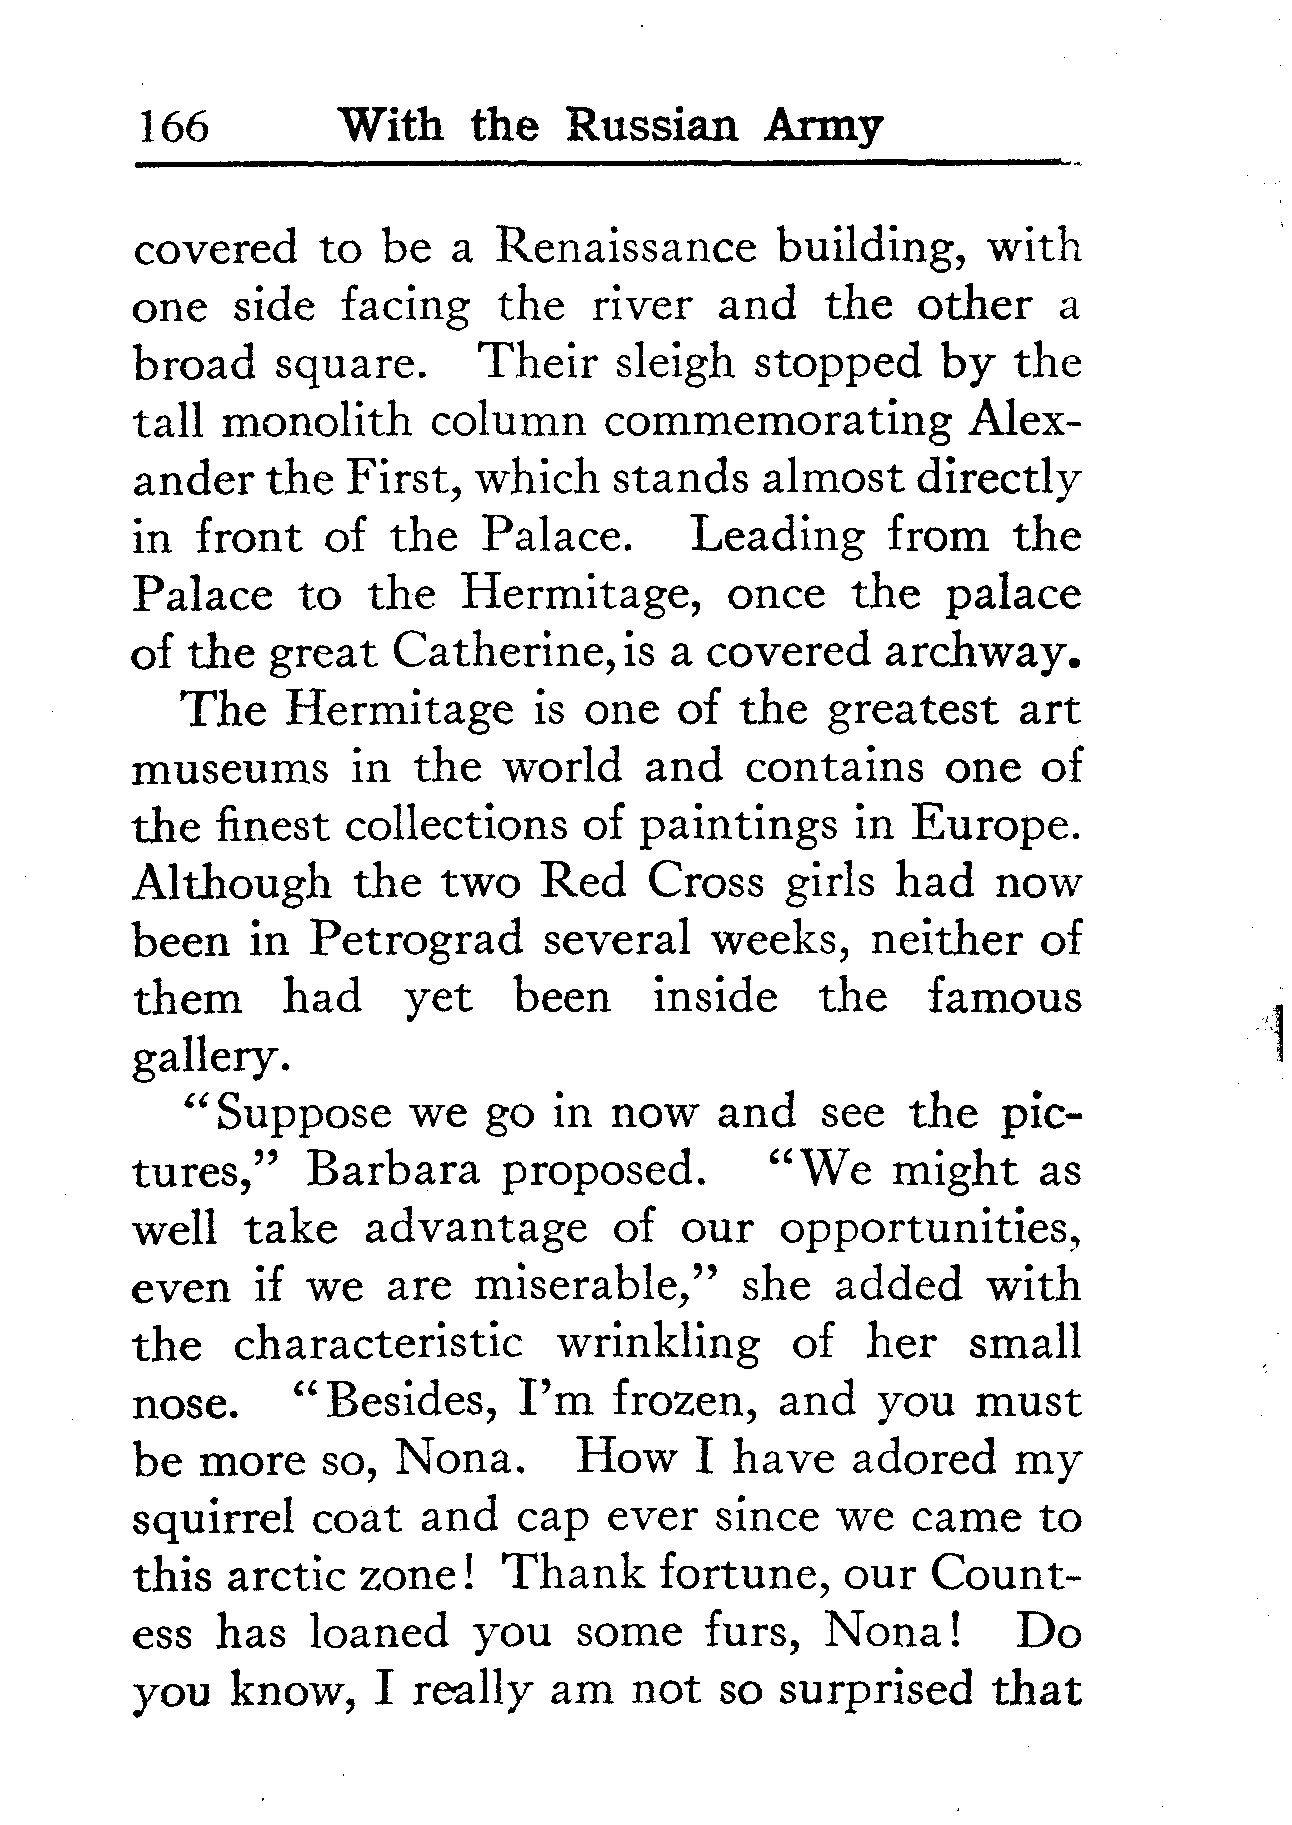 166 With the Russian Army
covered to be a Renaissance building, with
one side facing the river and the other a
broad square. Their sleigh stopped by the
tall monolith column commemorating Alex-
ander the First, which stands almost directly
in front of the Palace. Leading from the
Palace to the Hermitage, once the palace
of the great Catherine, is a covered archway.
The Hermitage is one of the greatest art
museums in the world and contains one of
the finest collections of paintings in Europe.
Although the two Red Cross girls had now
been in Petrograd several weeks, neither of
them had yet been inside the famous
gallery.
“Suppose we go in now and see the pic-
tures,” Barbara proposed. “We might as
well take advantage of our opportunities,
even if we are miserable,” she added with
the characteristic wrinkling of her small
nose. “Besides, I’m frozen, and you must
be more so, Nona. How I have adored my
squirrel coat and cap ever since we came to
this arctic zone! Thank fortune, our Count-
ess has loaned you some furs, Nona! Do
you know, I really am not so surprised that